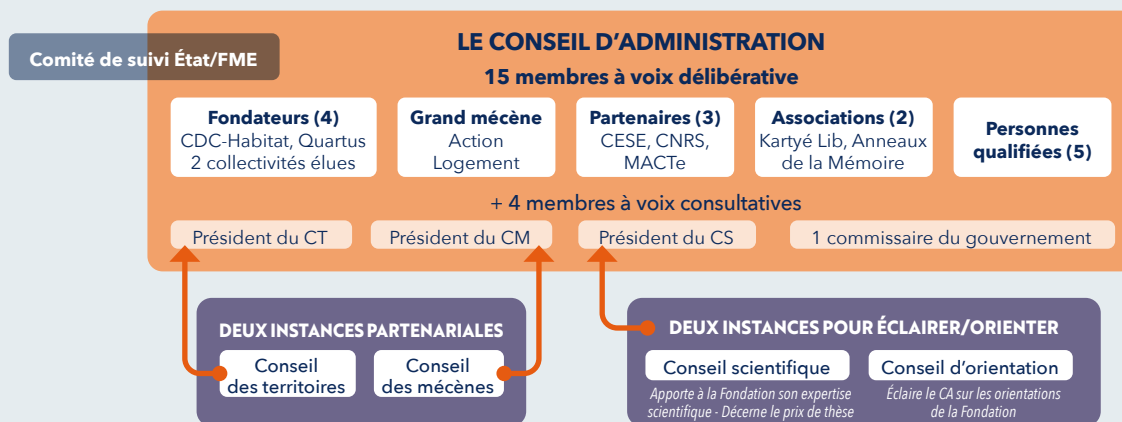 Comité de suivi État/FME
LE CONSEIL D’ADMINISTRATION
15 membres à voix délibérative
Fondateurs (4)
CDC-Habitat, Quartus
2 collectivités élues
Grand mécène
Action
Logement
Partenaires (3)
CESE, CNRS,
MACTe
Associations (2)
Kartyé Lib, Anneaux
de la Mémoire
Personnes
qualifiées (5)
+ 4 membres à voix consultatives
Président du CT
Président du CM
Président du CS
1 commissaire du gouvernement
DEUX INSTANCES PARTENARIALES
Conseil
des territoires
Conseil
des mécènes
DEUX INSTANCES POUR ÉCLAIRER/ORIENTER
Conseil scientifique
Apporte à la Fondation son expertise
scientifique - Décerne le prix de thèse
Conseil d’orientation
Éclaire le CA sur les orientations
de la Fondation